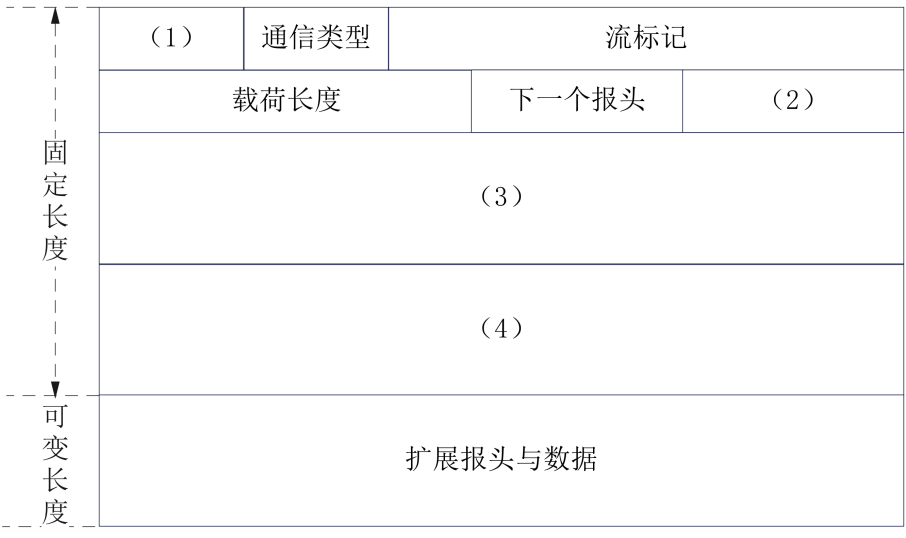 (1) 通信类型 流标记
载荷长度 下一个报头 (2)
固定长度
(3)
(4)
可变长度
扩展报头与数据